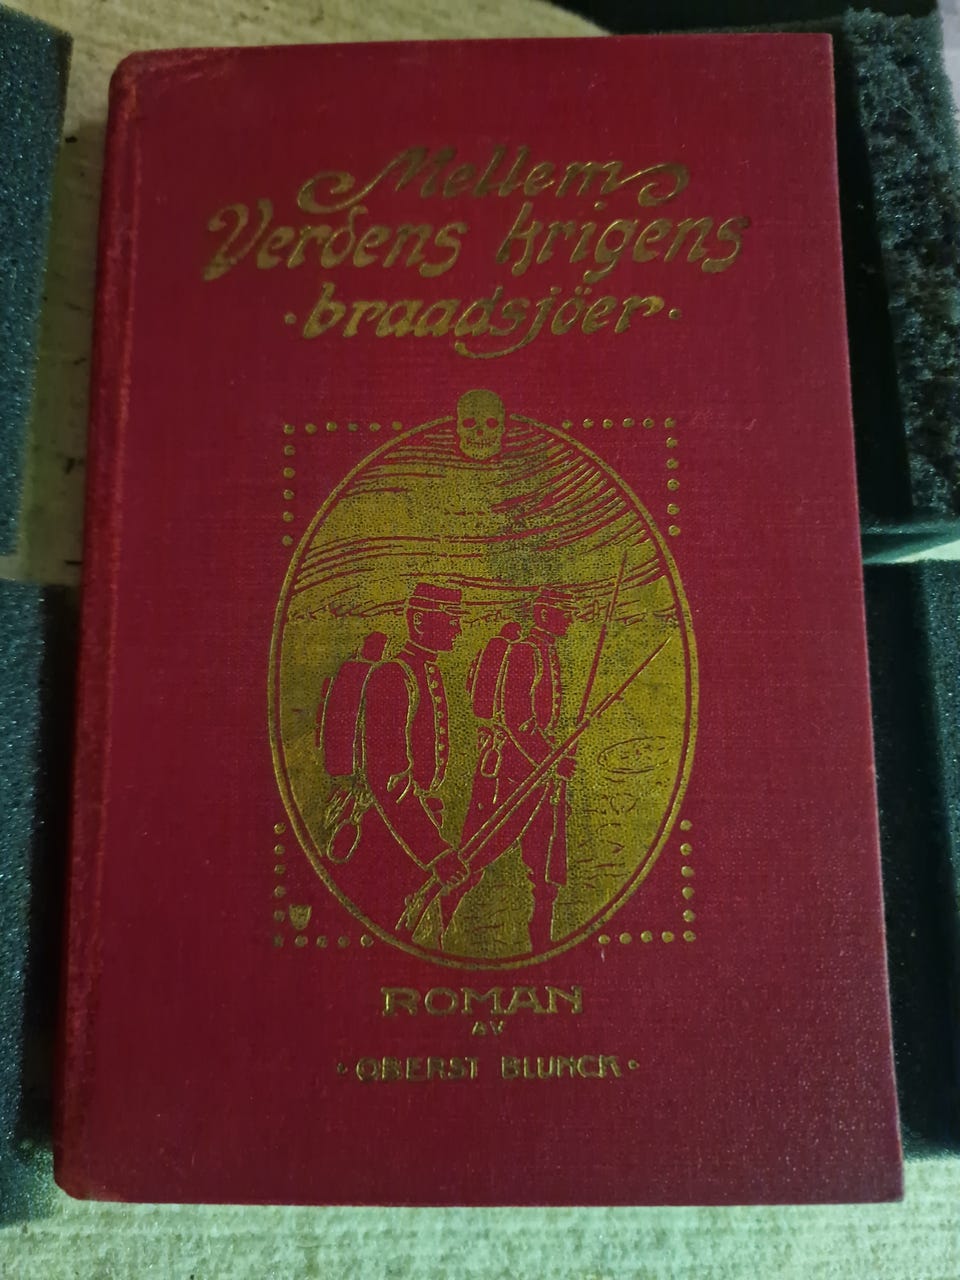 Mellem
Verdens krigens
·braadsjöer·
ROMAN
AV
·OBERST BLUNCK·